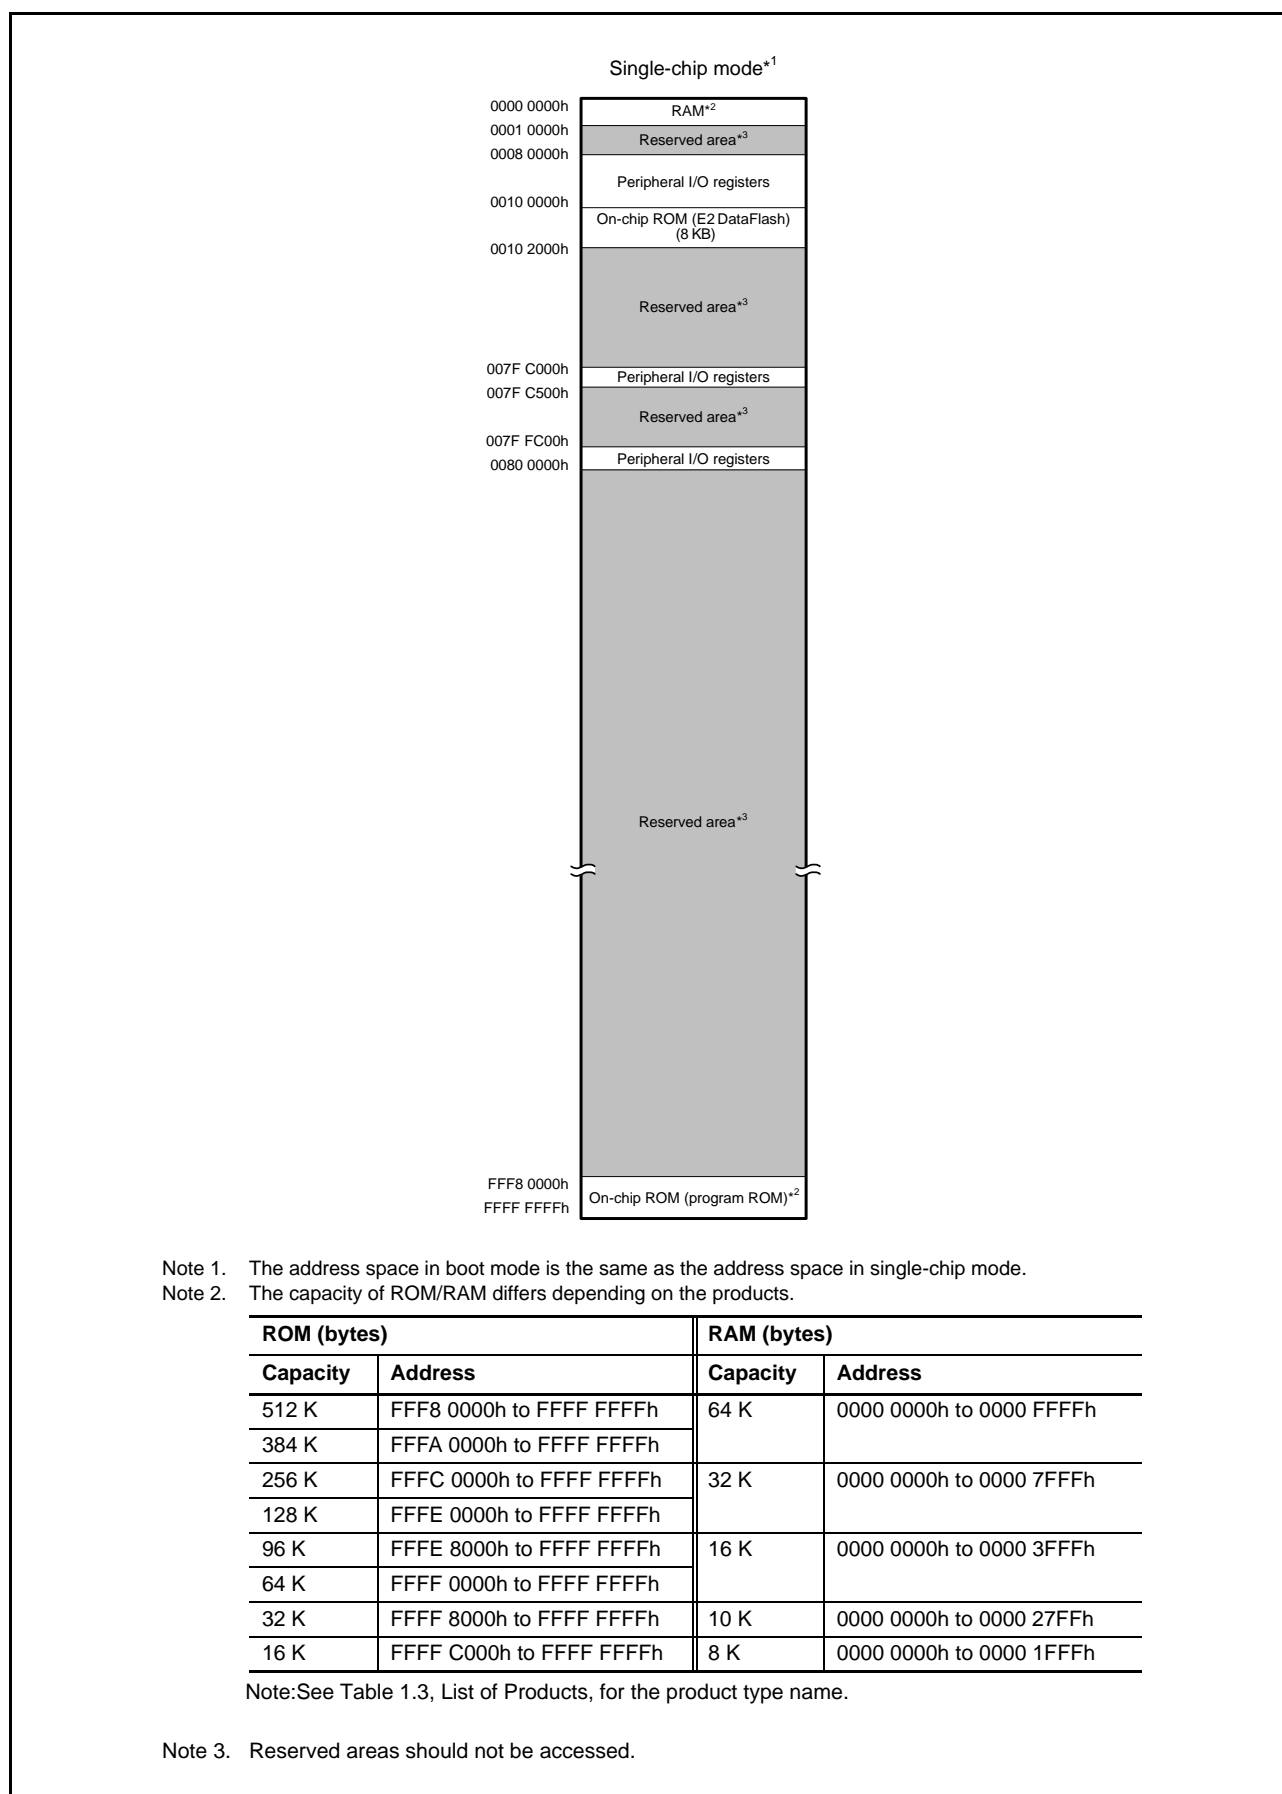 Single-chip mode*1
0000 0000h
RAM*2
0001 0000h
Reserved area*3
0008 0000h
Peripheral I/O registers
0010 0000h
On-chip ROM (E2 DataFlash)
(8 KB)
0010 2000h
Reserved area*3
007F C000h
Peripheral I/O registers
007F C500h
Reserved area*3
007F FC00h
Peripheral I/O registers
0080 0000h
Reserved area*3
FFF8 0000h
On-chip ROM (program ROM)*2
FFFF FFFFh
Note 1. The address space in boot mode is the same as the address space in single-chip mode.
Note 2. The capacity of ROM/RAM differs depending on the products.
ROM (bytes) RAM (bytes)
Capacity Address Capacity Address
512 K FFF8 0000h to FFFF FFFFh 64 K 0000 0000h to 0000 FFFFh
384 K FFFA 0000h to FFFF FFFFh
256 K FFFC 0000h to FFFF FFFFh 32 K 0000 0000h to 0000 7FFFh
128 K FFFE 0000h to FFFF FFFFh
96 K FFFE 8000h to FFFF FFFFh 16 K 0000 0000h to 0000 3FFFh
64 K FFFF 0000h to FFFF FFFFh
32 K FFFF 8000h to FFFF FFFFh 10 K 0000 0000h to 0000 27FFh
16 K FFFF C000h to FFFF FFFFh 8 K 0000 0000h to 0000 1FFFh
Note:See Table 1.3, List of Products, for the product type name.
Note 3. Reserved areas should not be accessed.